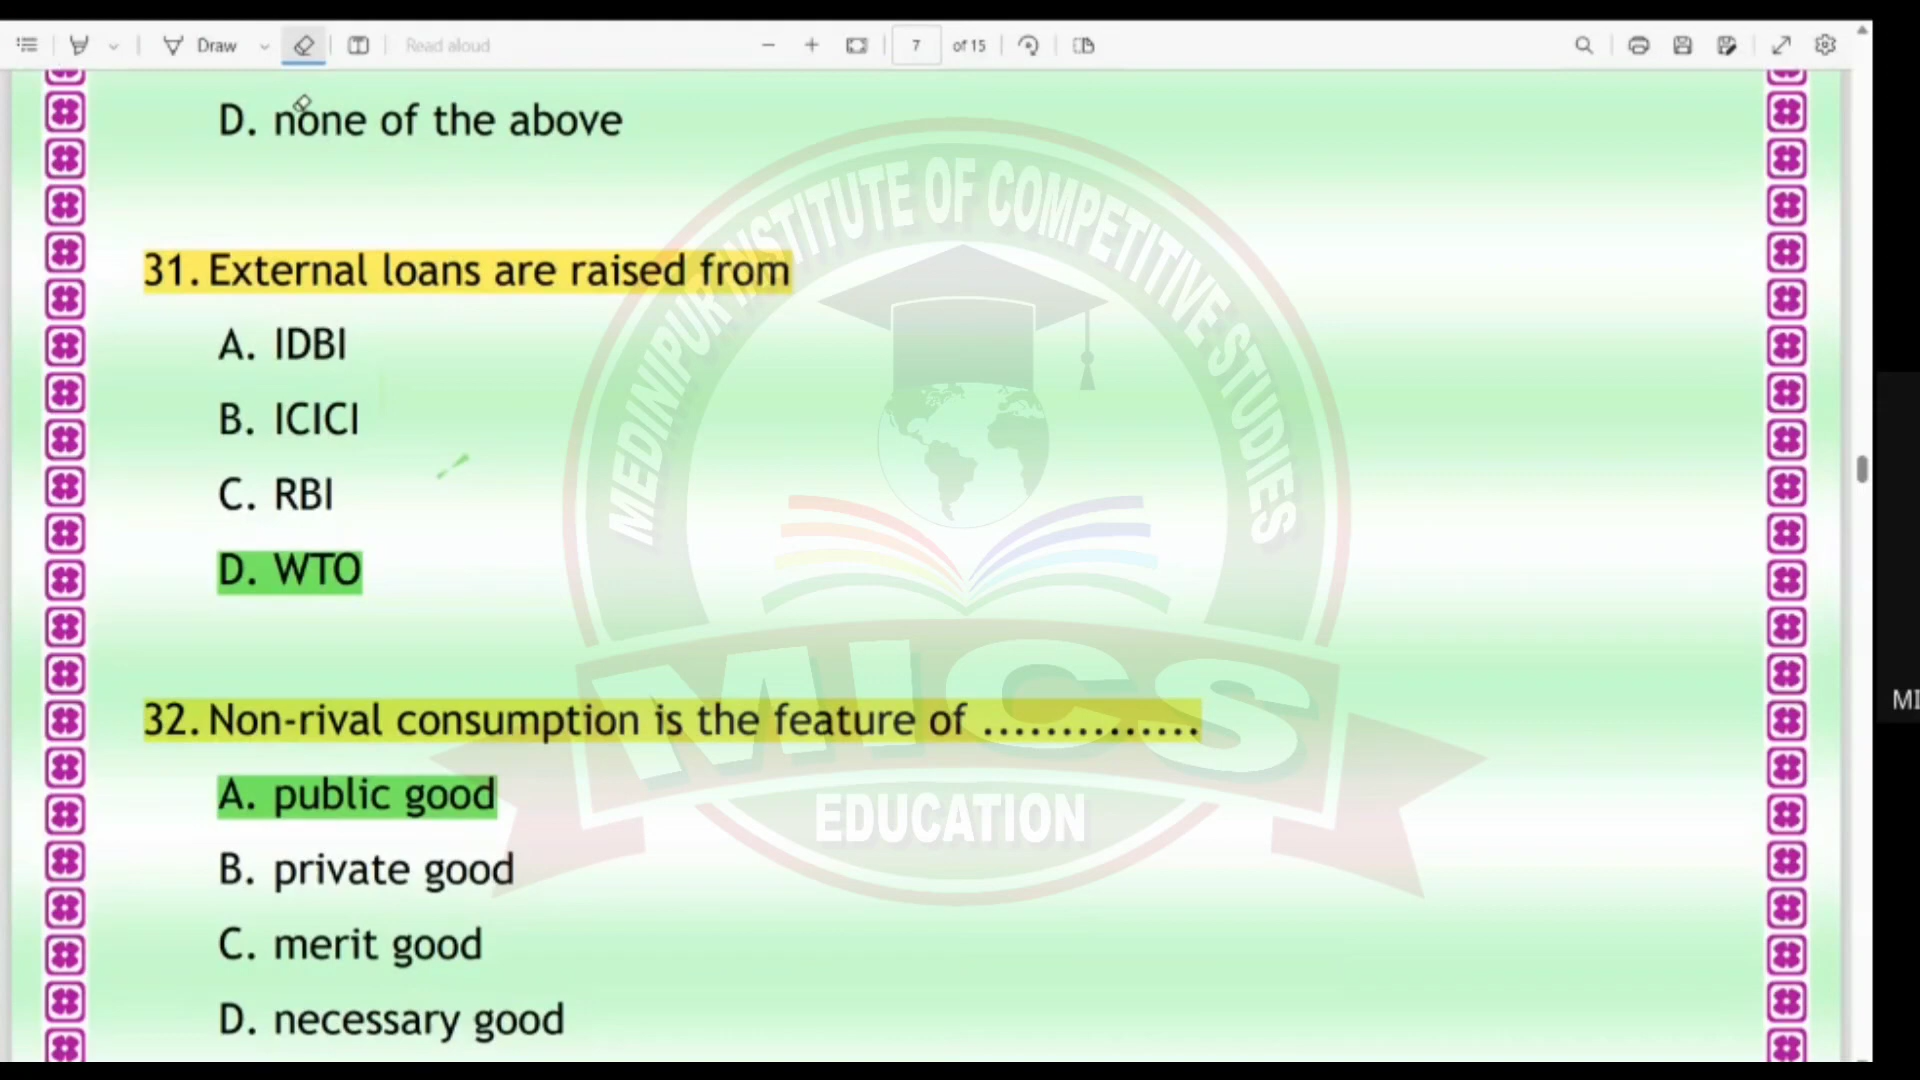 Draw
Read aloud
7 of 15
D. none of the above
31. External loans are raised from
A. IDBI
B. ICICI
C. RBI
D. WTO
32. Non-rival consumption is the feature of ..............
A. public good
B. private good
C. merit good
D. necessary good
MEDINIPUR INSTITUTE OF COMPETITIVE STUDIES
MICS
EDUCATION
MI